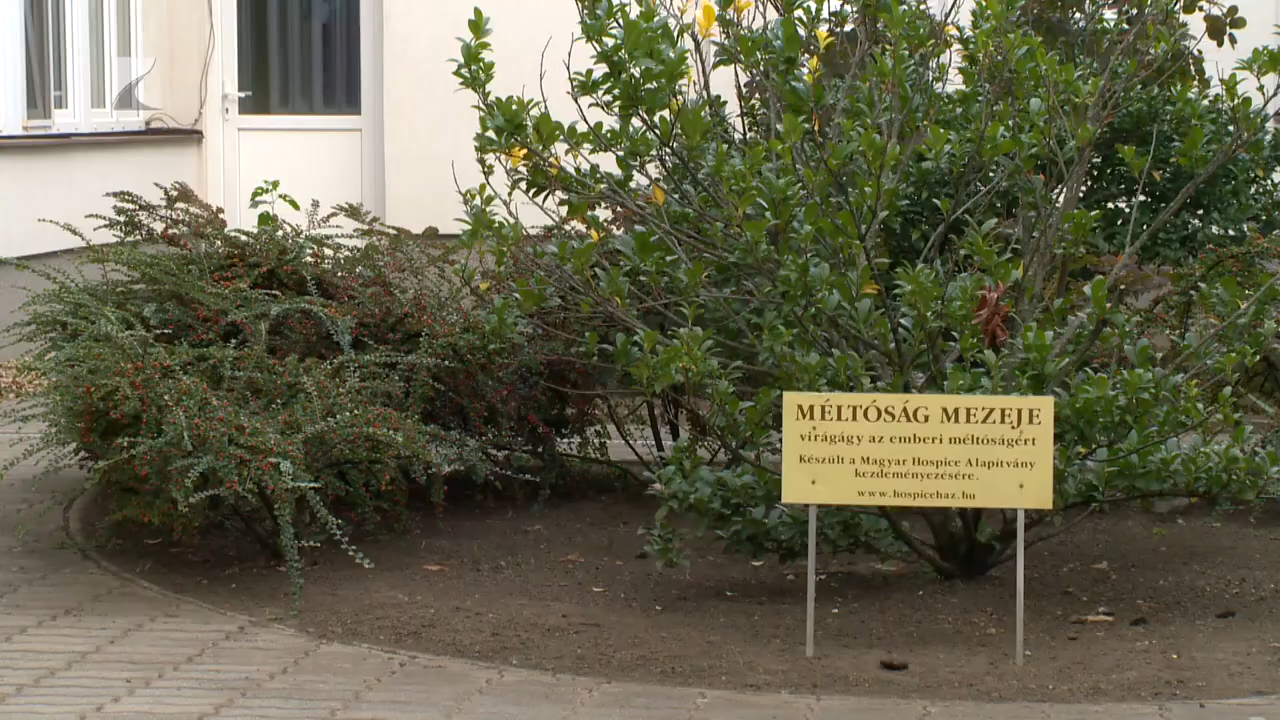 MÉLTÓSÁG MEZEJE
virágágy az emberi méltóságért
Készült a Magyar Hospice Alapítvány
kezdeményezésére.
www.hospicehaz.hu